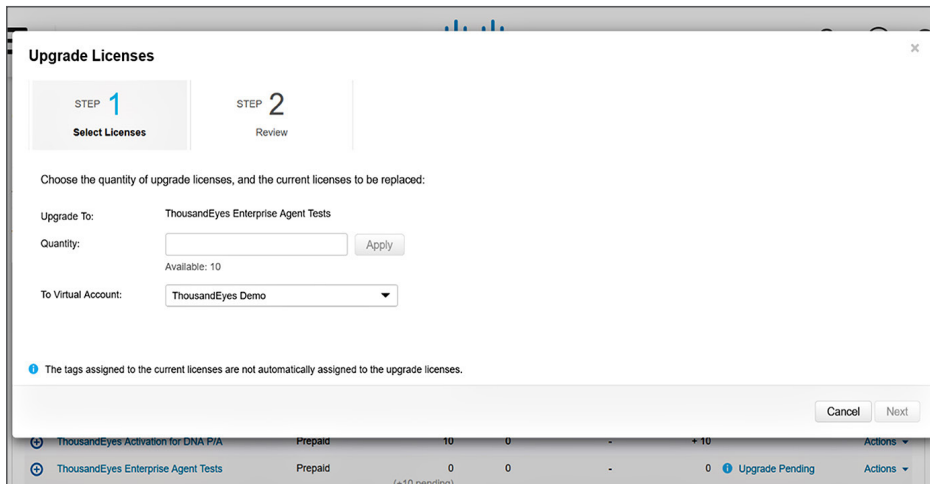 Upgrade Licenses
×
STEP 1
Select Licenses
STEP 2
Review
Choose the quantity of upgrade licenses, and the current licenses to be replaced:
Upgrade To: ThousandEyes Enterprise Agent Tests
Quantity: Apply
Available: 10
To Virtual Account: ThousandEyes Demo
The tags assigned to the current licenses are not automatically assigned to the upgrade licenses.
Cancel Next
ThousandEyes Activation for DNA P/A Prepaid 10 0 - + 10 Actions
ThousandEyes Enterprise Agent Tests Prepaid 0 0 - 0 Upgrade Pending Actions
(+10 pending)